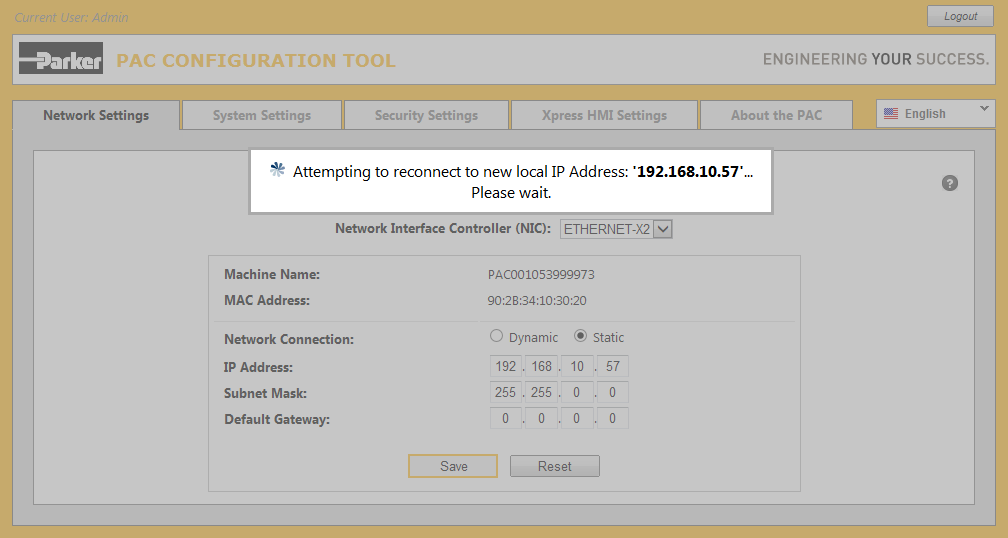 Current User: Admin
Logout
Parker PAC CONFIGURATION TOOL ENGINEERING YOUR SUCCESS.
Network Settings System Settings Security Settings Xpress HMI Settings About the PAC English
Attempting to reconnect to new local IP Address: '192.168.10.57'...
Please wait.
?
Network Interface Controller (NIC): ETHERNET-X2
Machine Name: PAC001053999973
MAC Address: 90:2B:34:10:30:20
Network Connection: Dynamic Static
IP Address: 192 . 168 . 10 . 57
Subnet Mask: 255 . 255 . 0 . 0
Default Gateway: 0 . 0 . 0 . 0
Save Reset